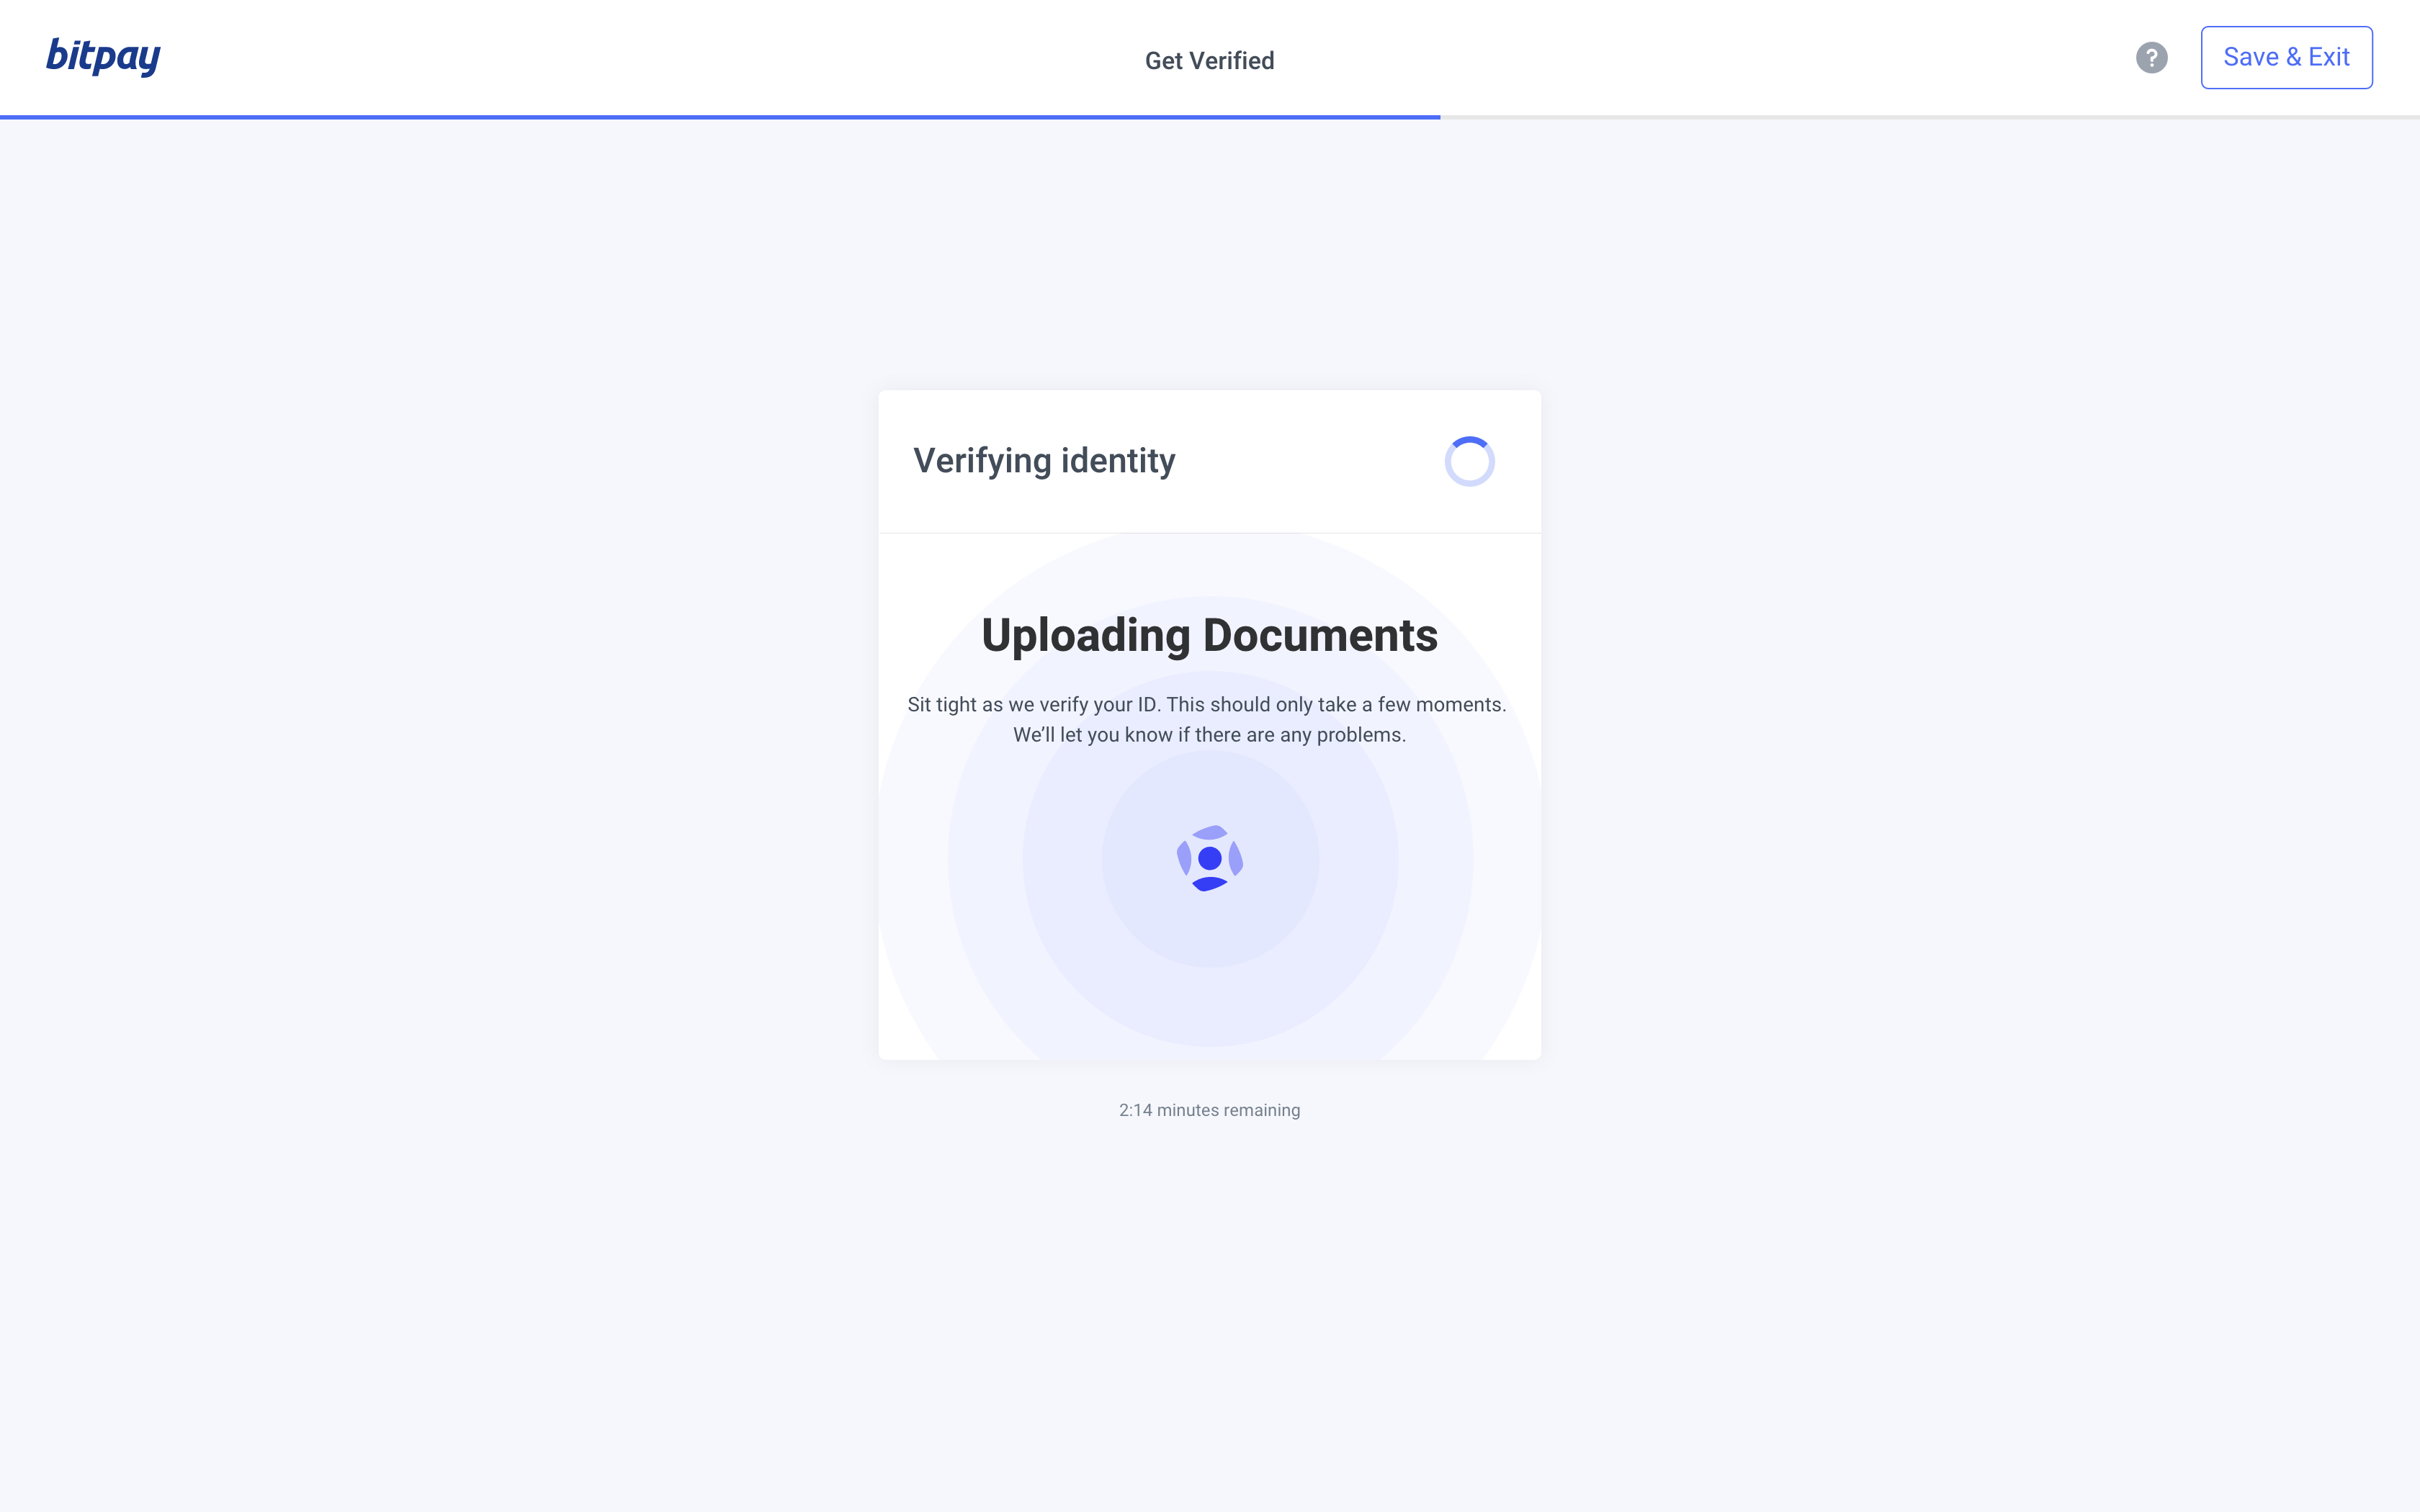 bitpay
Get Verified
?
Save & Exit
Verifying identity
Uploading Documents
Sit tight as we verify your ID. This should only take a few moments.
We’ll let you know if there are any problems.
2:14 minutes remaining